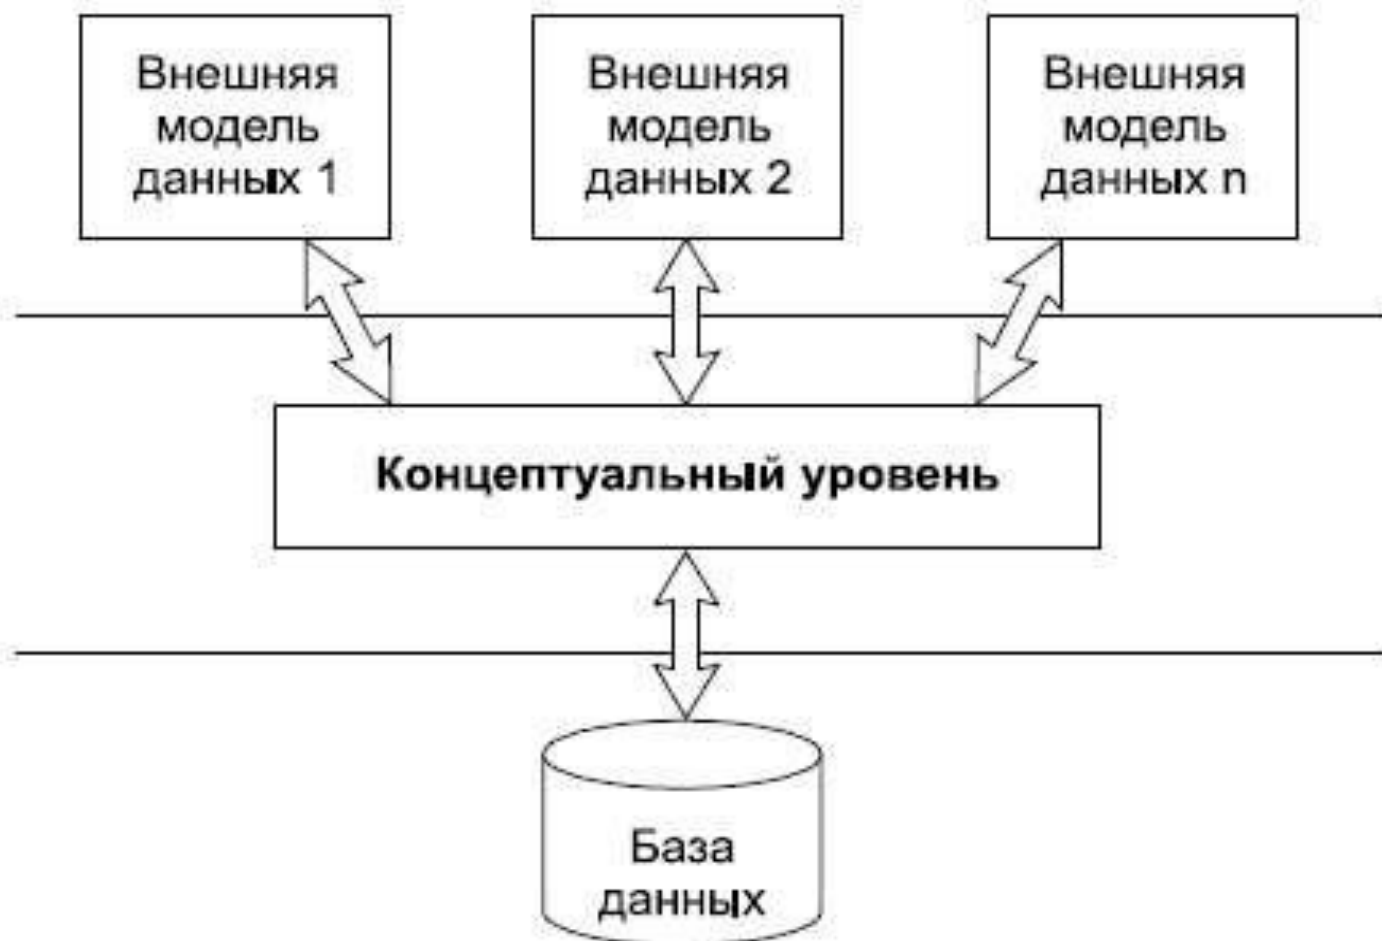 Внешняя
модель
данных 1
Внешняя
модель
данных 2
Внешняя
модель
данных n
Концептуальный уровень
База
данных